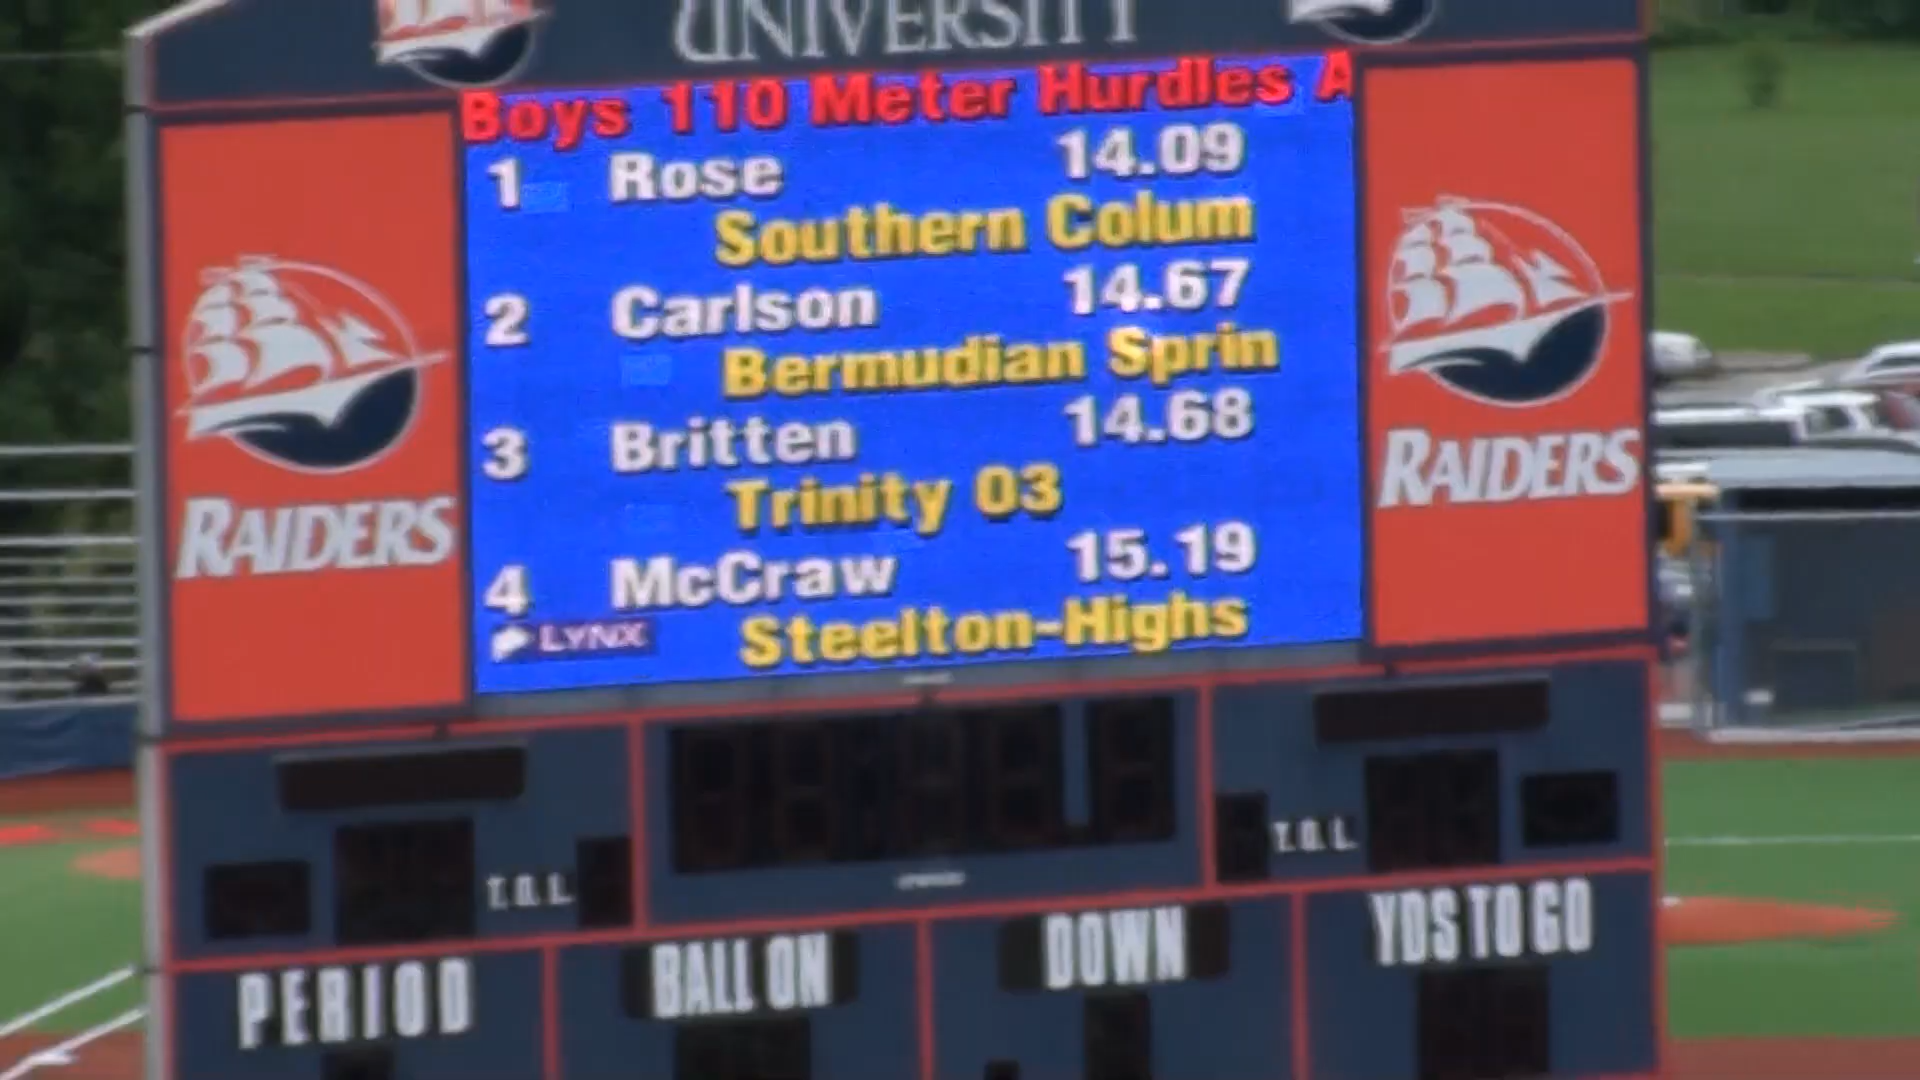 UNIVERSITY
Boys 110 Meter Hurdles A
1 Rose 14.09
Southern Colum
2 Carlson 14.67
Bermudian Sprin
3 Britten 14.68
Trinity 03
4 McCraw 15.19
LYNX Steelton-Highs
RAIDERS
RAIDERS
T.O.L.
T.O.L.
PERIOD
BALL ON
DOWN
YDS TO GO